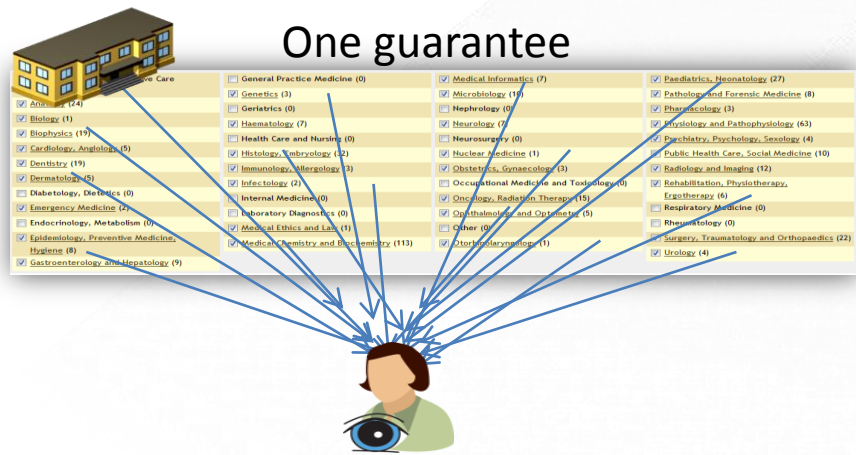 One guarantee
ve Care
(24)
Biology (1)
Biophysics (19)
Cardiology, Angiology (5)
Dentistry (19)
Dermatology (5)
Diabetology, Dietetics (0)
Emergency Medicine (2)
Endocrinology, Metabolism (0)
Epidemiology, Preventive Medicine,
Hygiene (8)
Gastroenterology and Hepatology (9)
General Practice Medicine (0)
Genetics (3)
Geriatrics (0)
Haematology (7)
Health Care and Nursing (0)
Histology, Embryology (32)
Immunology, Allergology (3)
Infectology (2)
Internal Medicine (0)
Laboratory Diagnostics (0)
Medical Ethics and Law (1)
Medical Chemistry and Biochemistry (113)
Medical Informatics (7)
Microbiology
Nephrology (0)
Neurology (7)
Neurosurgery (0)
Nuclear Medicine (1)
Obstetrics, Gynaecology (3)
Occupational Medicine and Toxicology (0)
Oncology, Radiation Therapy (15)
Ophthalmology and Optometry (5)
Other (0)
Otorhinolaryngology (1)
Paediatrics, Neonatology (27)
Pathology and Forensic Medicine (8)
Pharmacology (3)
Physiology and Pathophysiology (63)
Psychiatry, Psychology, Sexology (4)
Public Health Care, Social Medicine (10)
Radiology and Imaging (12)
Rehabilitation, Physiotherapy,
Ergotherapy (6)
Respiratory Medicine (0)
Rheumatology (0)
Surgery, Traumatology and Orthopaedics (22)
Urology (4)